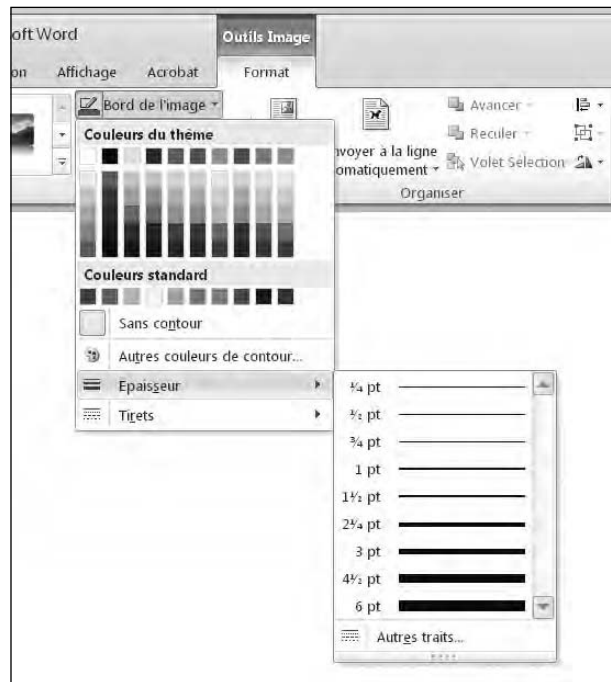 oft Word
Outils Image
on Affichage Acrobat Format
Bord de l'image
Avancer
Reculer
nvoyer à la ligne
omatiquement
Volet Sélection
Organiser
Couleurs du thème
Couleurs standard
Sans contour
Autres couleurs de contour...
Epaisseur
Tirets
¼ pt
½ pt
¾ pt
1 pt
1½ pt
2¼ pt
3 pt
4½ pt
6 pt
Autres traits...